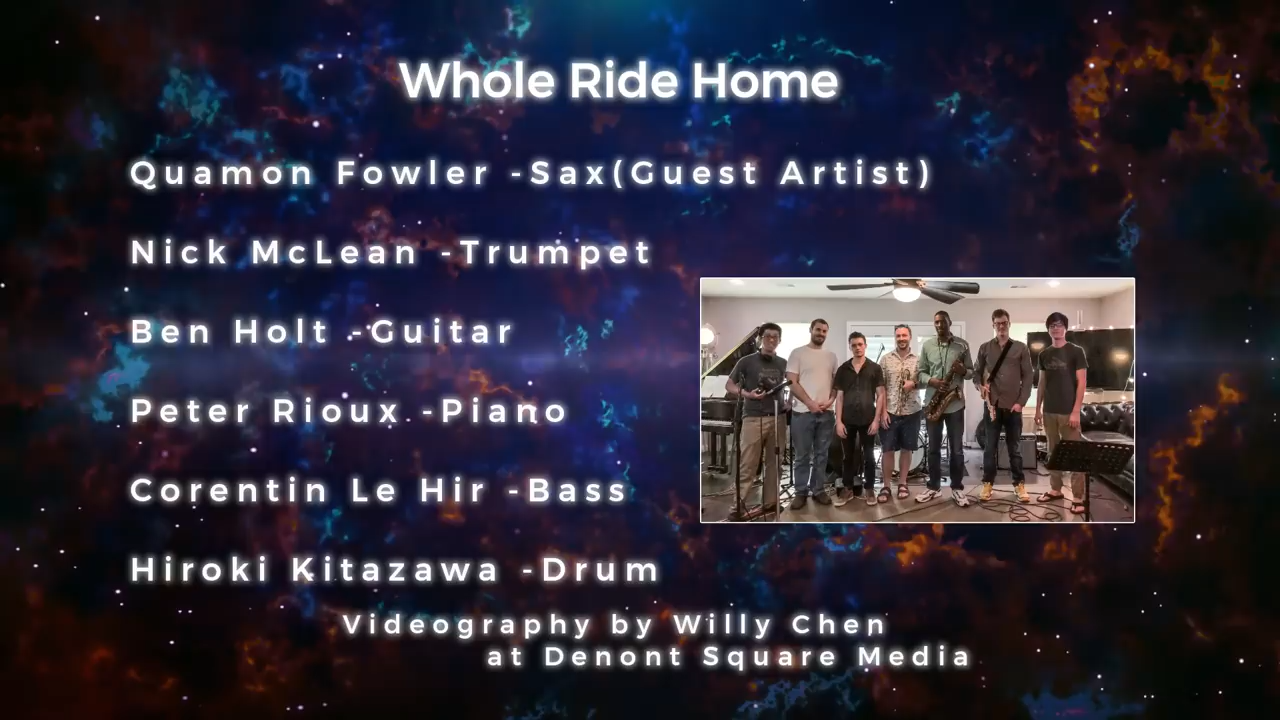 Whole Ride Home
Quamon Fowler -Sax(Guest Artist)
Nick McLean -Trumpet
Ben Holt -Guitar
Peter Rioux -Piano
Corentin Le Hir -Bass
Hiroki Kitazawa -Drum
Videography by Willy Chen
at Denont Square Media